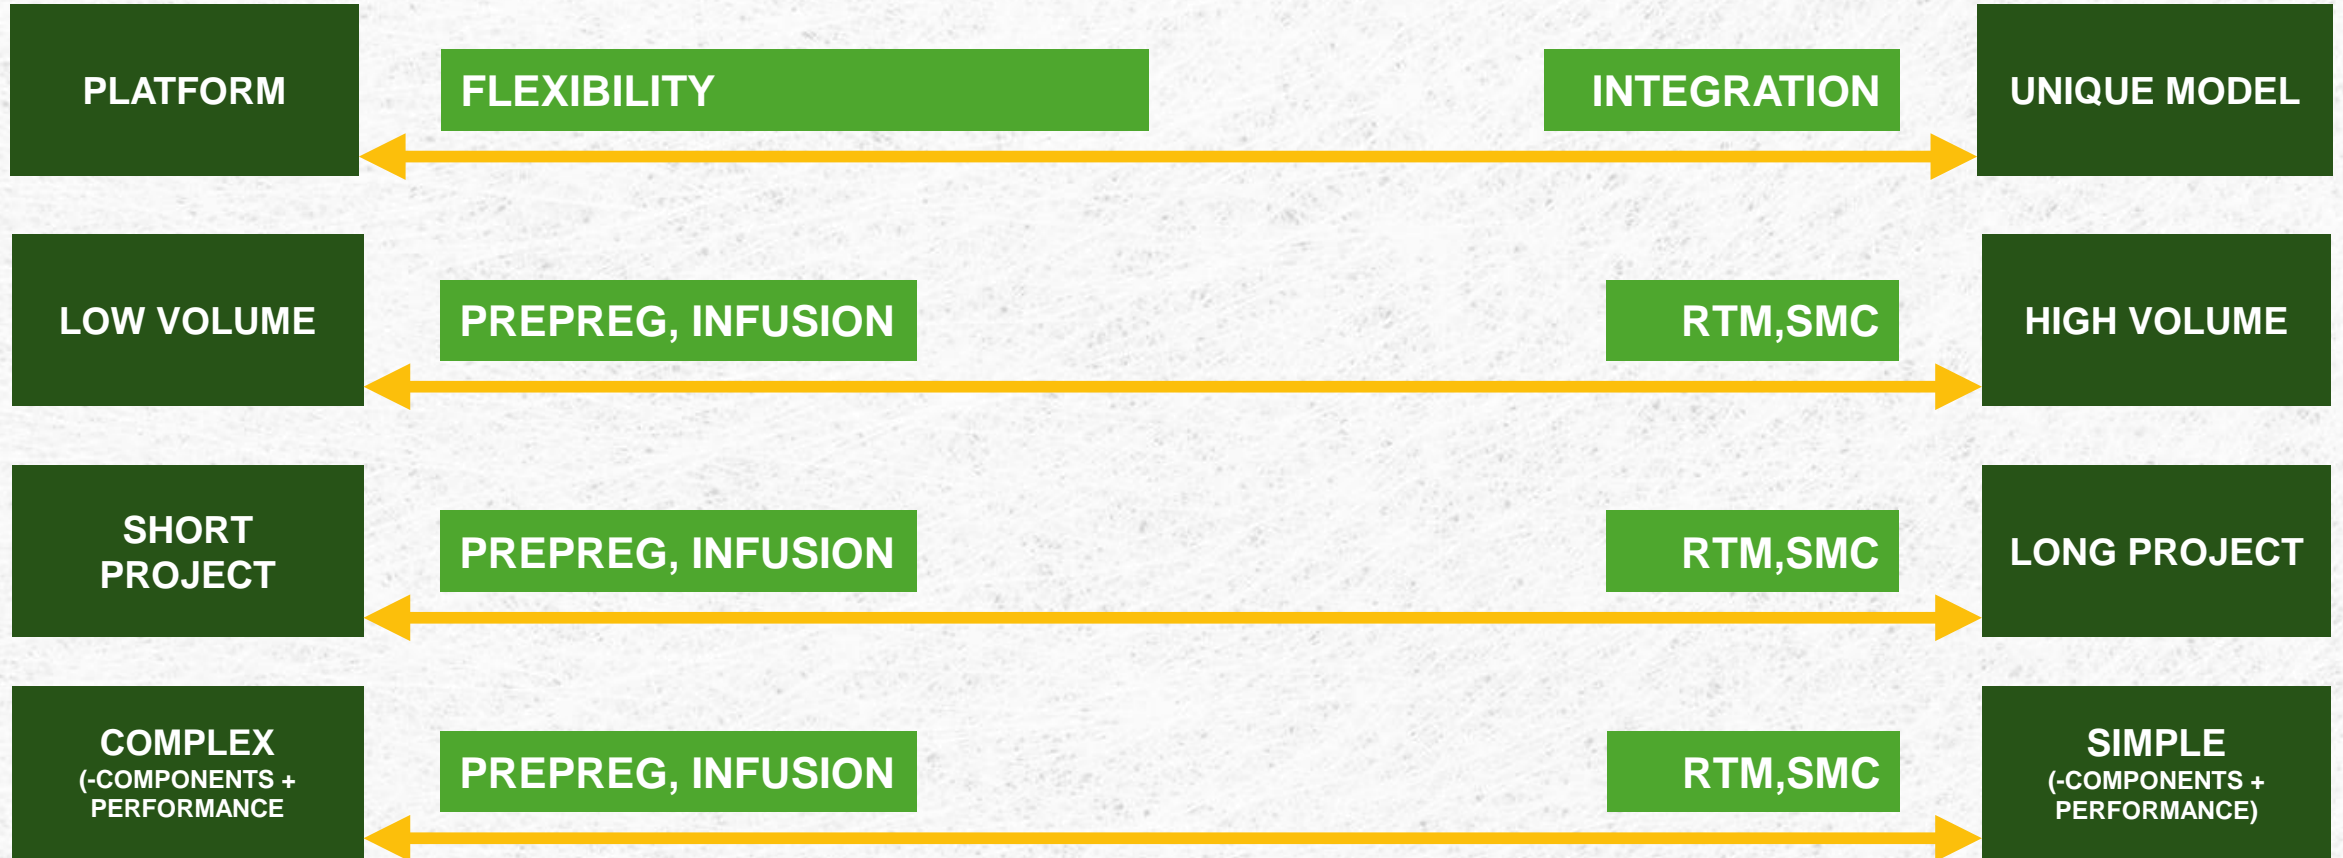 PLATFORM
FLEXIBILITY
INTEGRATION
UNIQUE MODEL
LOW VOLUME
PREPREG, INFUSION
RTM,SMC
HIGH VOLUME
SHORT
PROJECT
PREPREG, INFUSION
RTM,SMC
LONG PROJECT
COMPLEX
(-COMPONENTS +
PERFORMANCE
PREPREG, INFUSION
RTM,SMC
SIMPLE
(-COMPONENTS +
PERFORMANCE)